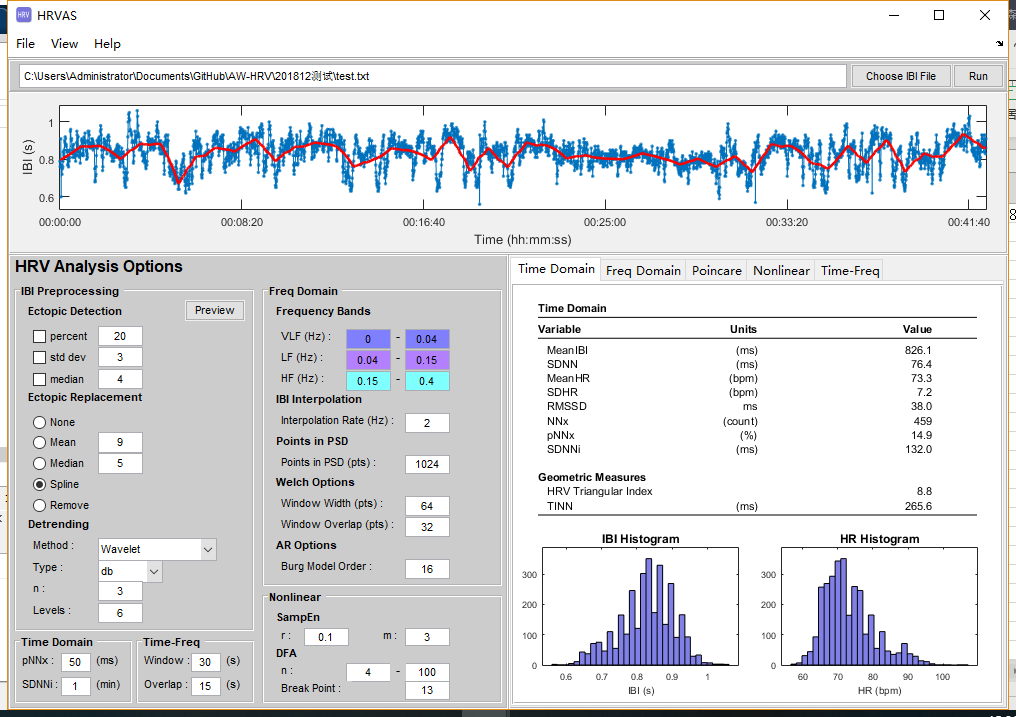 HRV HRVAS
File View Help
C:\Users\Administrator\Documents\GitHub\AW-HRV\201812测试\test.txt Choose IBI File Run
IBI (s)
1
0.8
0.6
00:00:00 00:08:20 00:16:40 00:25:00 00:33:20 00:41:40
Time (hh:mm:ss)
HRV Analysis Options
IBI Preprocessing
Ectopic Detection Preview
percent 20
std dev 3
median 4
Ectopic Replacement
None
Mean 9
Median 5
Spline
Remove
Detrending
Method : Wavelet
Type : db
n : 3
Levels : 6
Time Domain
pNNx : 50 (ms)
SDNNi : 1 (min)
Time-Freq
Window : 30 (s)
Overlap : 15 (s)
Freq Domain
Frequency Bands
VLF (Hz) : 0 - 0.04
LF (Hz) : 0.04 - 0.15
HF (Hz) : 0.15 - 0.4
IBI Interpolation
Interpolation Rate (Hz) : 2
Points in PSD
Points in PSD (pts) : 1024
Welch Options
Window Width (pts) : 64
Window Overlap (pts) : 32
AR Options
Burg Model Order : 16
Nonlinear
SampEn
r : 0.1 m : 3
DFA
n : 4 - 100
Break Point : 13
Time Domain Freq Domain Poincare Nonlinear Time-Freq
Time Domain
Variable Units Value
MeanIBI (ms) 826.1
SDNN (ms) 76.4
MeanHR (bpm) 73.3
SDHR (bpm) 7.2
RMSSD ms 38.0
NNx (count) 459
pNNx (%) 14.9
SDNNi (ms) 132.0
Geometric Measures
HRV Triangular Index 8.8
TINN (ms) 265.6
IBI Histogram
300
200
100
0
0.6 0.7 0.8 0.9 1
IBI (s)
HR Histogram
300
200
100
0
60 70 80 90 100
HR (bpm)